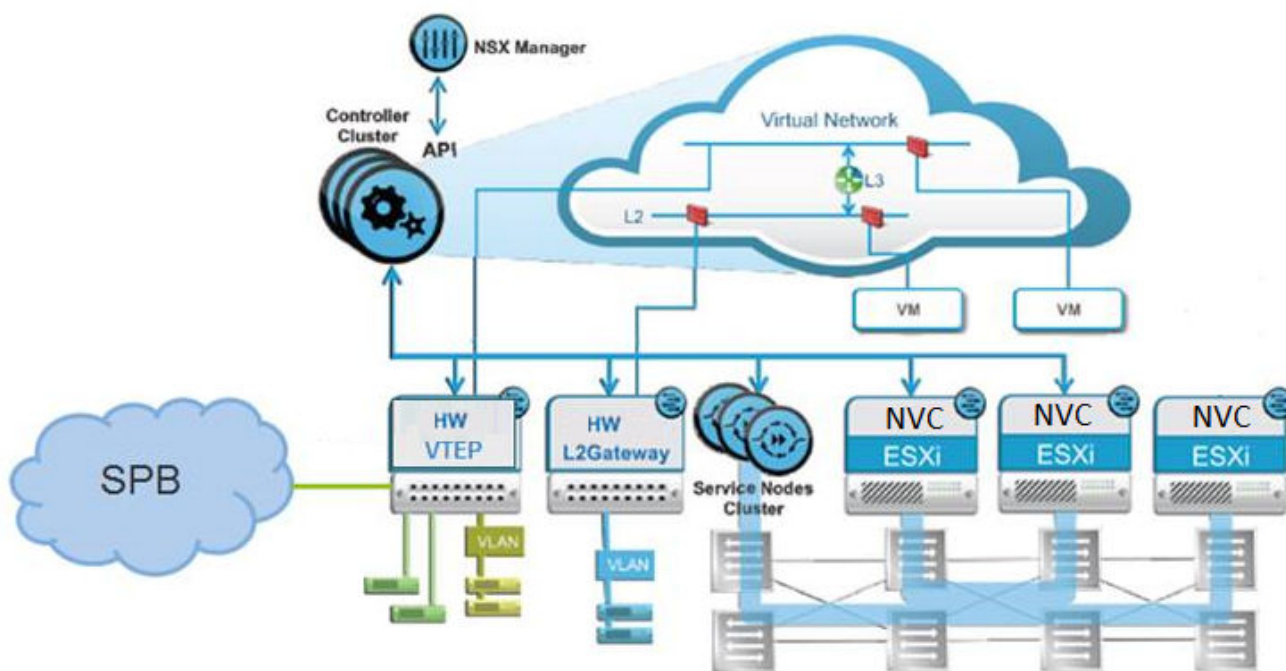 NSX Manager
Controller
Cluster
API
Virtual Network
L3
L2
VM
VM
HW
VTEP
HW
L2Gateway
NVC
ESXi
NVC
ESXi
NVC
ESXi
SPB
Service Nodes
Cluster
VLAN
VLAN